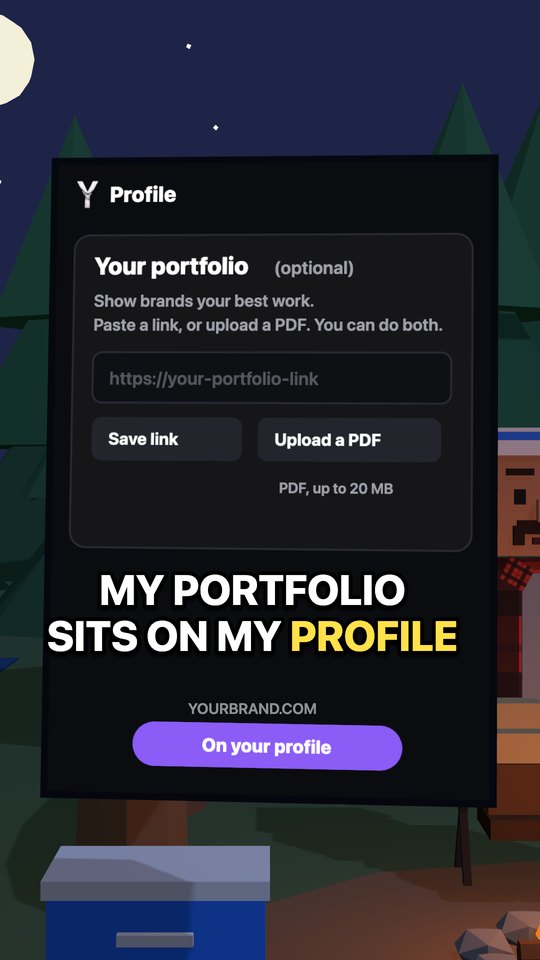 Profile
Your portfolio (optional)
Show brands your best work.
Paste a link, or upload a PDF. You can do both.
https://your-portfolio-link
Save link
Upload a PDF
PDF, up to 20 MB
MY PORTFOLIO
SITS ON MY PROFILE
YOURBRAND.COM
On your profile